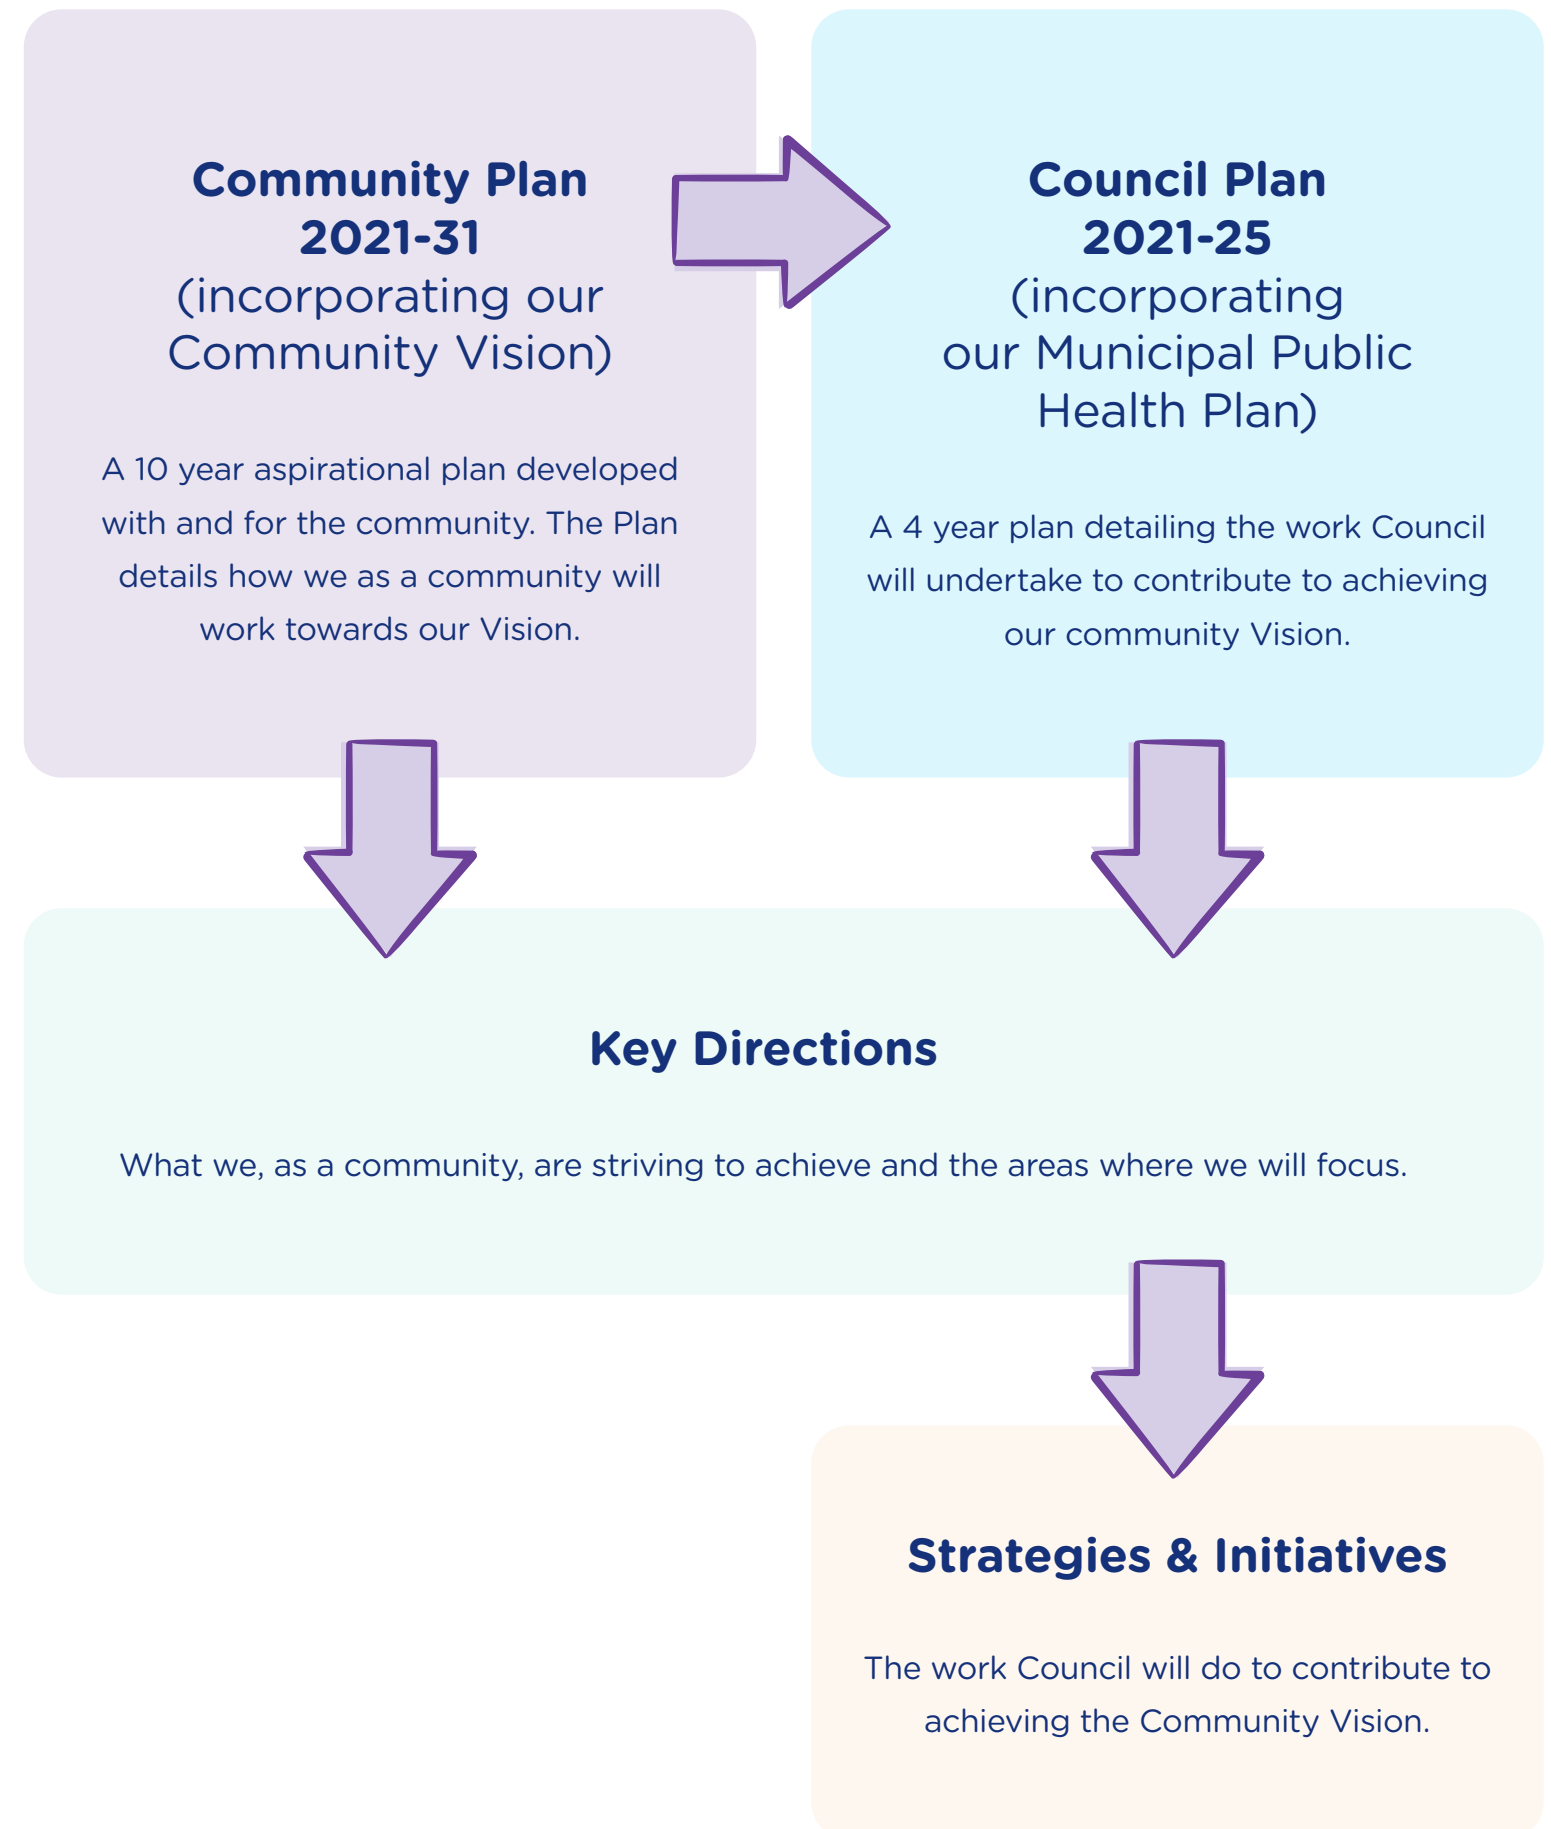 Community Plan
2021-31
(incorporating our
Community Vision)
A 10 year aspirational plan developed
with and for the community. The Plan
details how we as a community will
work towards our Vision.
Council Plan
2021-25
(incorporating
our Municipal Public
Health Plan)
A 4 year plan detailing the work Council
will undertake to contribute to achieving
our community Vision.
Key Directions
What we, as a community, are striving to achieve and the areas where we will focus.
Strategies & Initiatives
The work Council will do to contribute to
achieving the Community Vision.